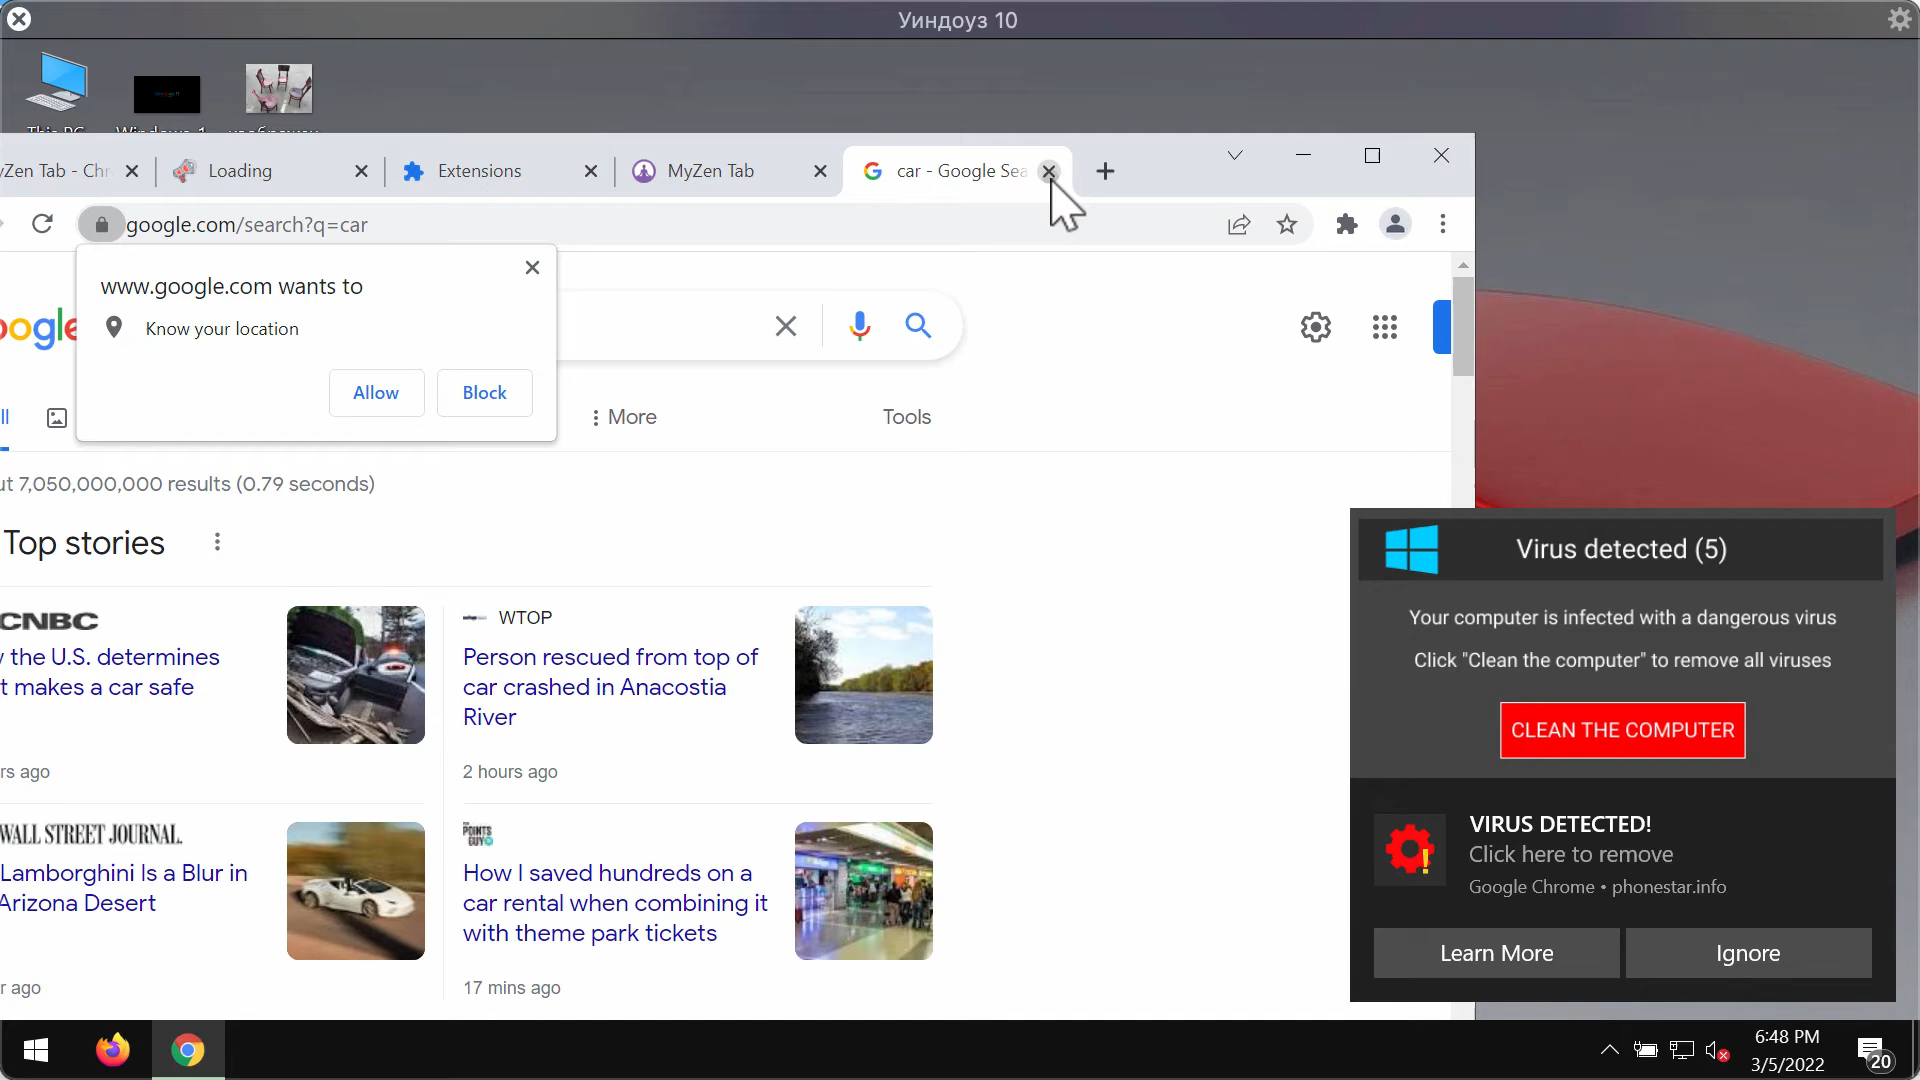 Уиндоуз 10
Zen Tab - Chr
Loading
Extensions
MyZen Tab
car - Google Sea
google.com/search?q=car
www.google.com wants to
Know your location
Allow
Block
More
Tools
ut 7,050,000,000 results (0.79 seconds)
Top stories
CNBC
the U.S. determines
t makes a car safe
rs ago
WTOP
Person rescued from top of
car crashed in Anacostia
River
2 hours ago
WALL STREET JOURNAL.
Lamborghini Is a Blur in
Arizona Desert
r ago
POINTS
GUY
How I saved hundreds on a
car rental when combining it
with theme park tickets
17 mins ago
Virus detected (5)
Your computer is infected with a dangerous virus
Click "Clean the computer" to remove all viruses
CLEAN THE COMPUTER
VIRUS DETECTED!
Click here to remove
Google Chrome • phonestar.info
Learn More
Ignore
6:48 PM
3/5/2022
20